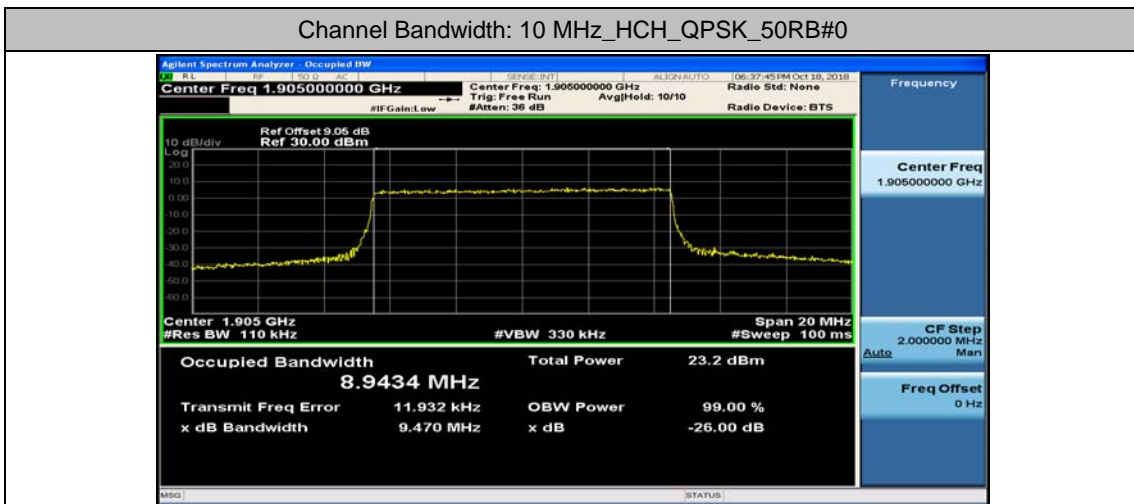 Channel Bandwidth: 10 MHz_HCH_QPSK_50RB#0
Agilent Spectrum Analyzer - Occupied BW
RL RF 50 Ω AC SENSE:INT ALIGN AUTO 06:37:45 PM Oct 18, 2018
Center Freq 1.905000000 GHz
Center Freq: 1.905000000 GHz
Radio Std: None
Trig: Free Run Avg|Hold: 10/10
#IFGain:Low #Atten: 36 dB Radio Device: BTS
Ref Offset 9.05 dB
10 dB/div Ref 30.00 dBm
Log
20.0
10.0
0.00
-10.0
-20.0
-30.0
-40.0
-50.0
-60.0
Center 1.905 GHz Span 20 MHz
#Res BW 110 kHz #VBW 330 kHz #Sweep 100 ms
Occupied Bandwidth Total Power 23.2 dBm
8.9434 MHz
Transmit Freq Error 11.932 kHz OBW Power 99.00 %
x dB Bandwidth 9.470 MHz x dB -26.00 dB
MSG STATUS
Frequency
Center Freq
1.905000000 GHz
CF Step
2.000000 MHz
Auto Man
Freq Offset
0 Hz